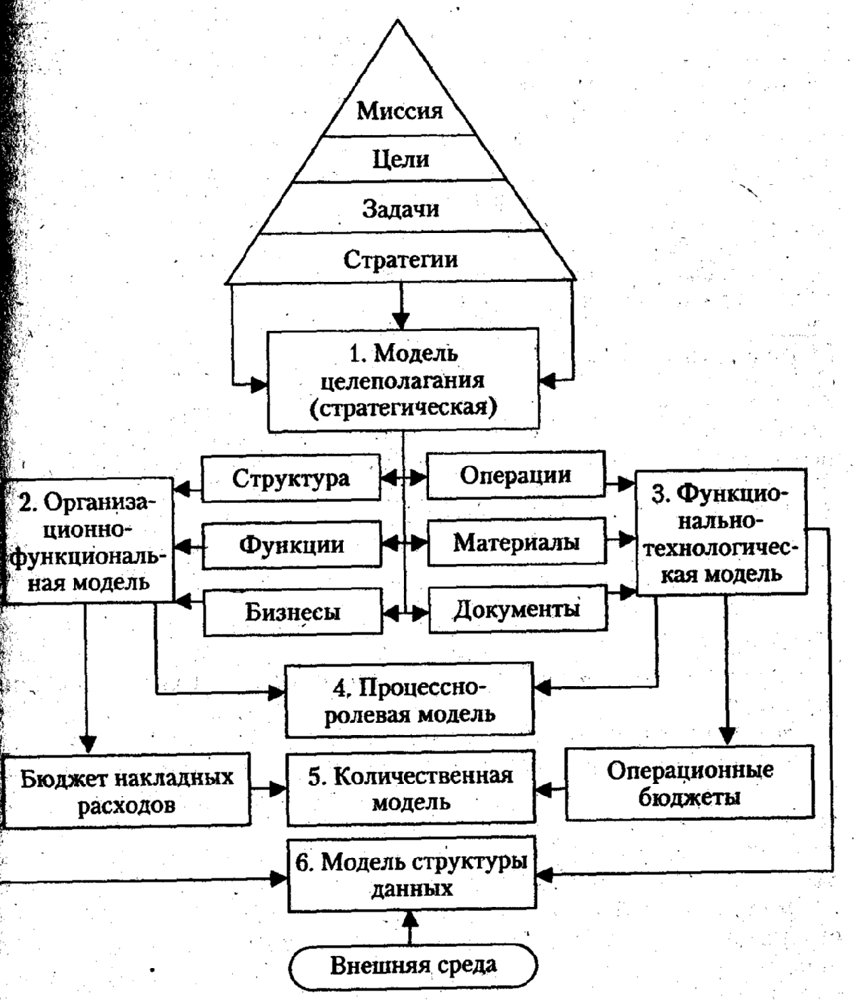 Миссия
Цели
Задачи
Стратегии
1. Модель
целеполагания
(стратегическая)
Структура
Операции
2. Организа-
ционно-
функциональ-
ная модель
3. Функцио-
нально-
технологичес-
кая модель
Функции
Материалы
Бизнесы
Документы
4. Процессно-
ролевая модель
Бюджет накладных
расходов
5. Количественная
модель
Операционные
бюджеты
6. Модель структуры
данных
Внешняя среда